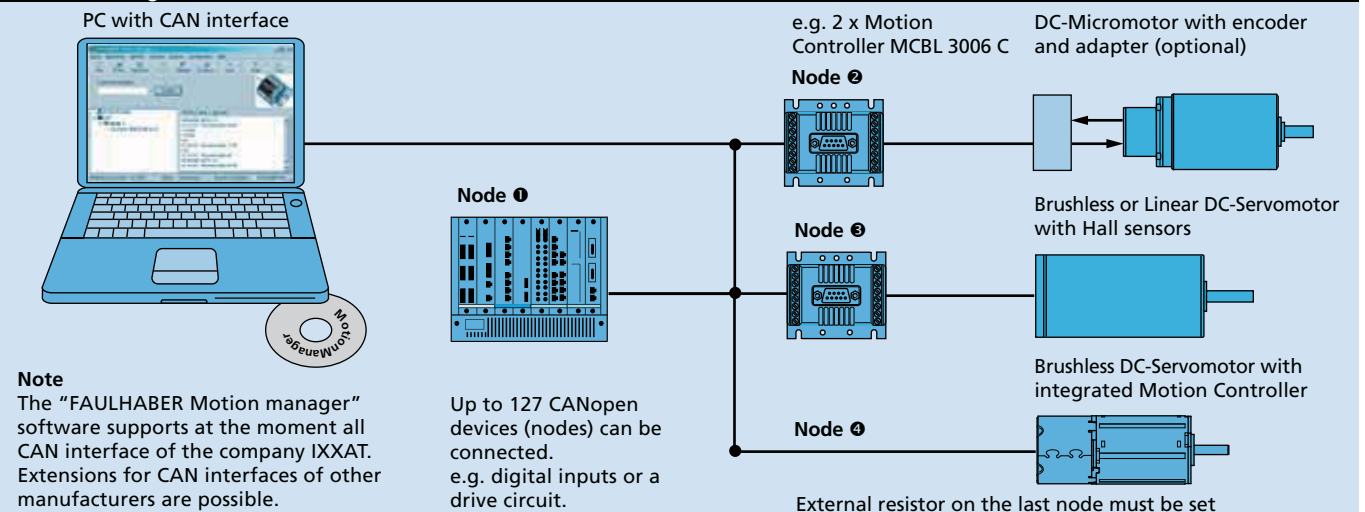 PC with CAN interface
MotionManager
Note
The “FAULHABER Motion manager”
software supports at the moment all
CAN interface of the company IXXAT.
Extensions for CAN interfaces of other
manufacturers are possible.
Node ❶
Up to 127 CANopen
devices (nodes) can be
connected.
e.g. digital inputs or a
drive circuit.
e.g. 2 x Motion
Controller MCBL 3006 C
Node ❷
DC-Micromotor with encoder
and adapter (optional)
Node ❸
Brushless or Linear DC-Servomotor
with Hall sensors
Node ❹
Brushless DC-Servomotor with
integrated Motion Controller
External resistor on the last node must be set